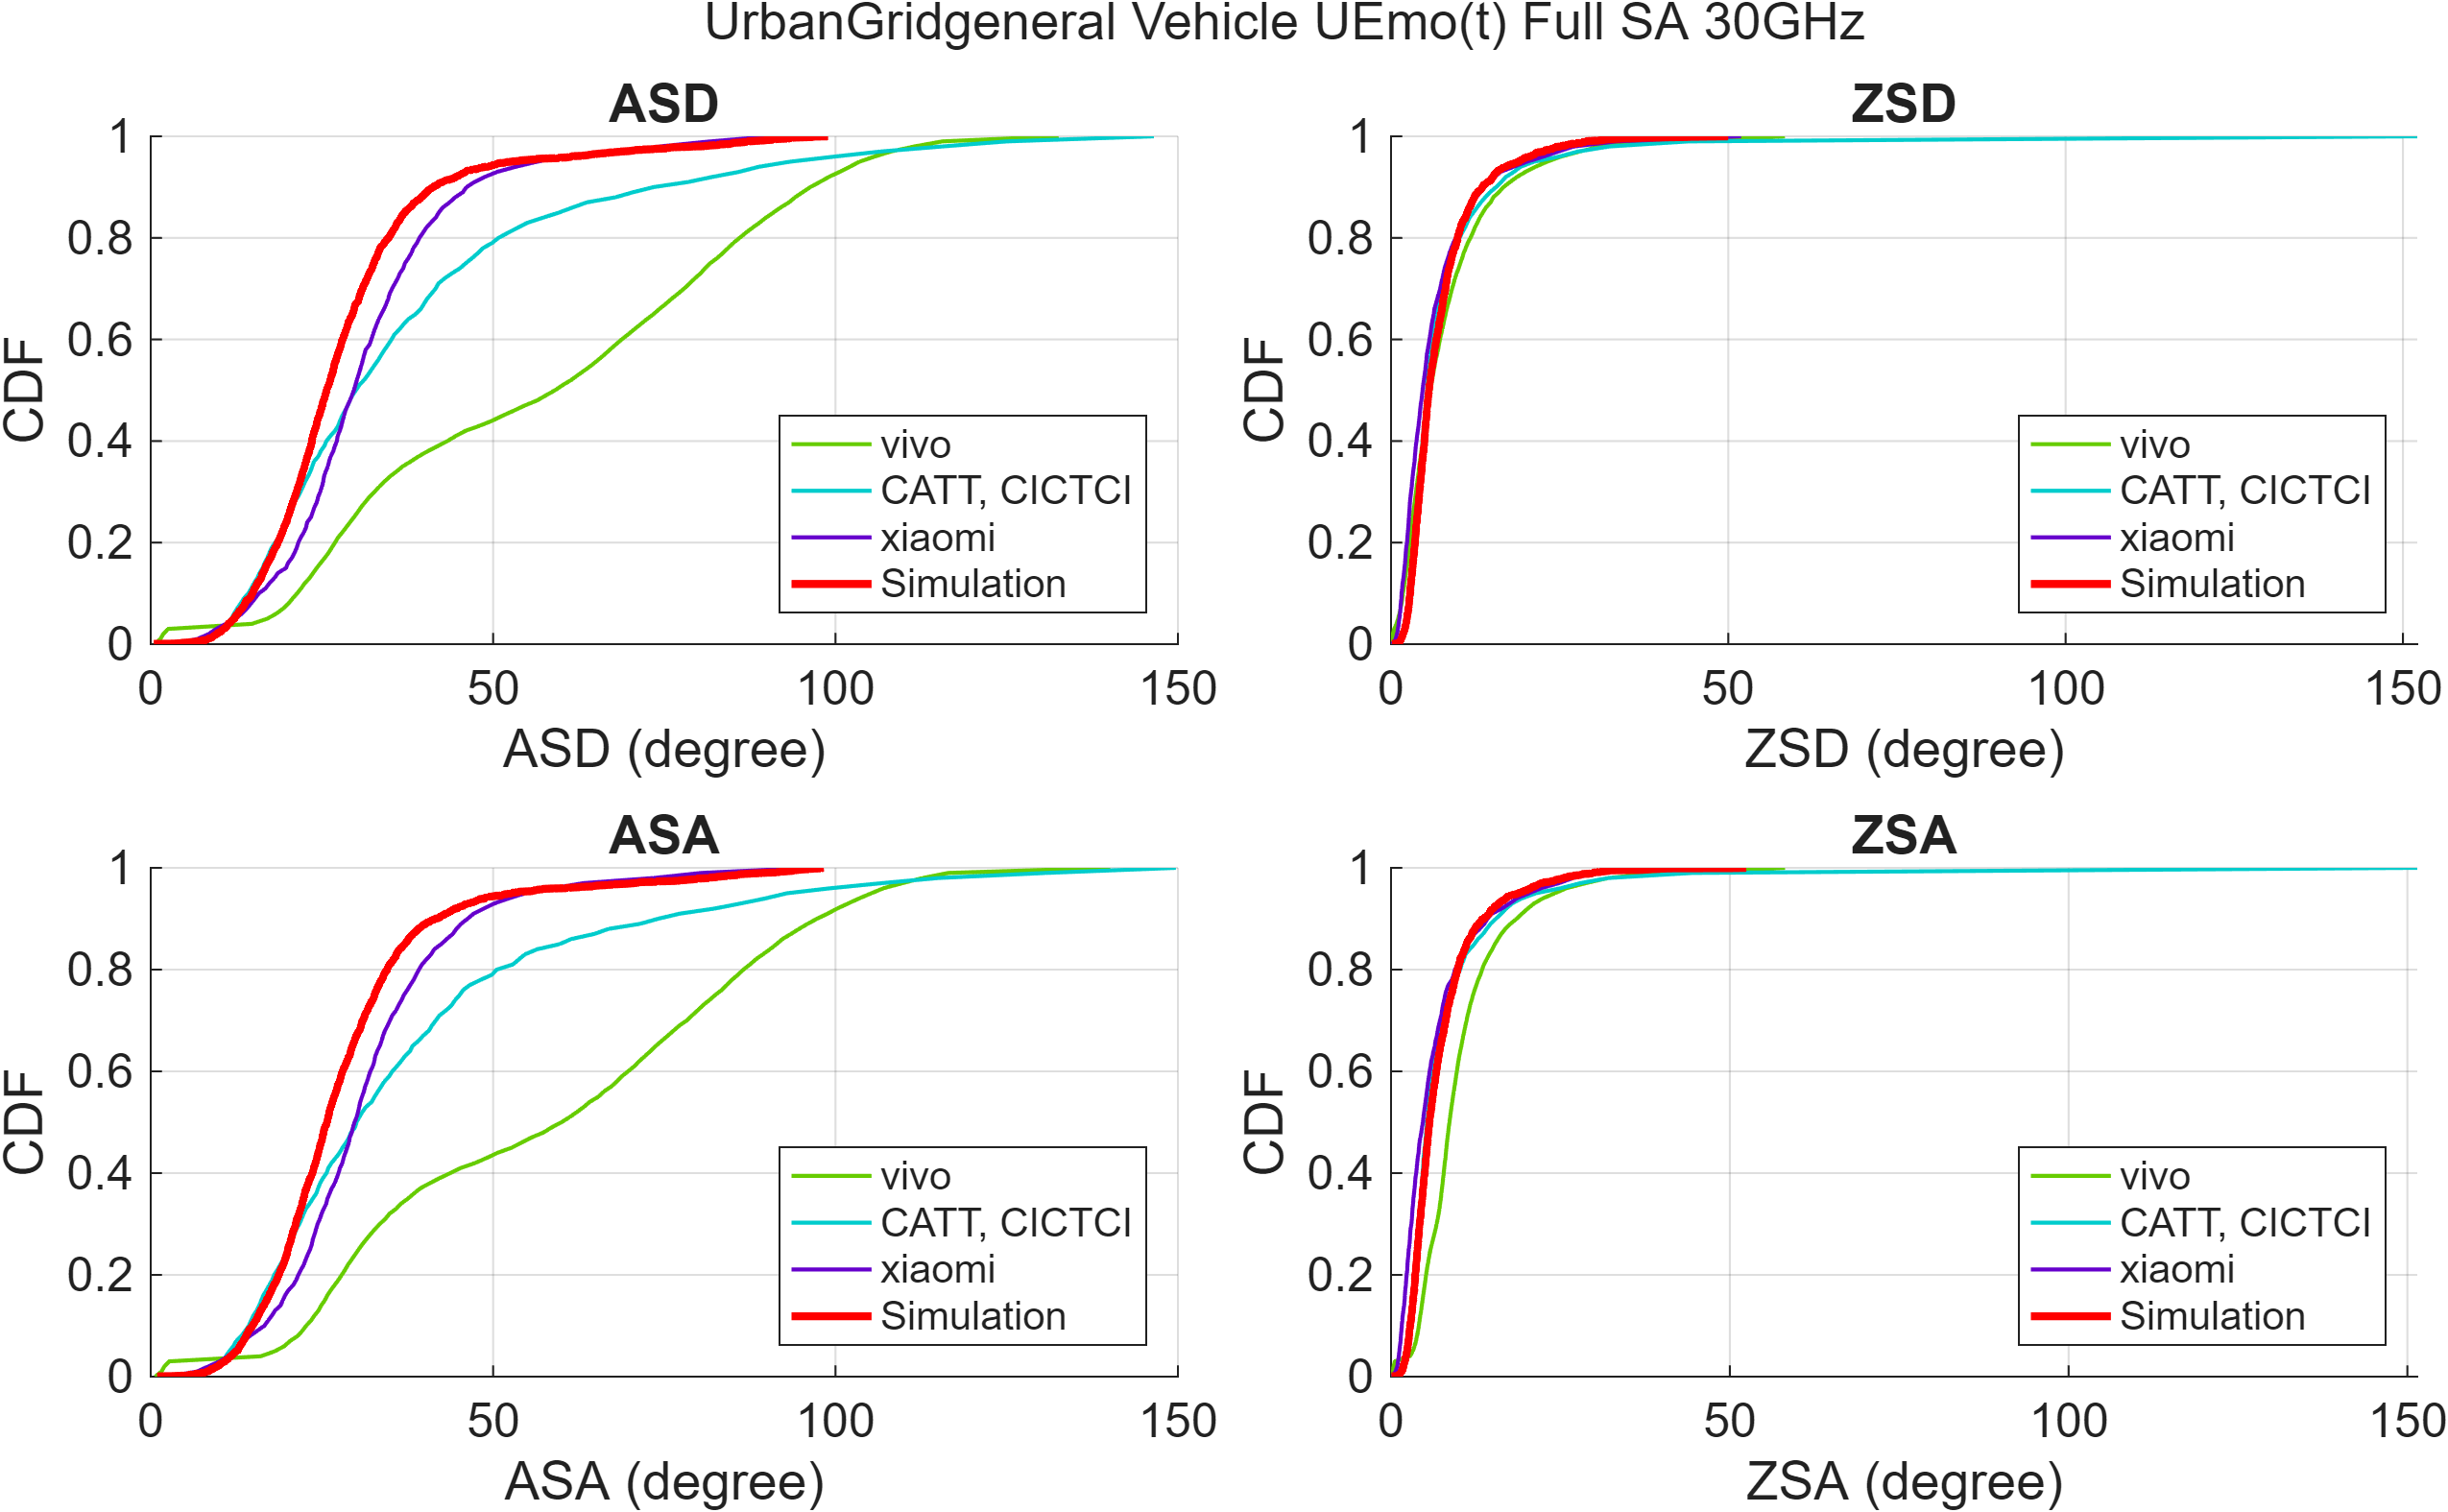 UrbanGridgeneral Vehicle UEmo(t) Full SA 30GHz
ASD
1
0.8
0.6
0.4
0.2
0
CDF
0 50 100 150
ASD (degree)
vivo
CATT, CICTCI
xiaomi
Simulation
ZSD
1
0.8
0.6
0.4
0.2
0
CDF
0 50 100 150
ZSD (degree)
vivo
CATT, CICTCI
xiaomi
Simulation
ASA
1
0.8
0.6
0.4
0.2
0
CDF
0 50 100 150
ASA (degree)
vivo
CATT, CICTCI
xiaomi
Simulation
ZSA
1
0.8
0.6
0.4
0.2
0
CDF
0 50 100 150
ZSA (degree)
vivo
CATT, CICTCI
xiaomi
Simulation